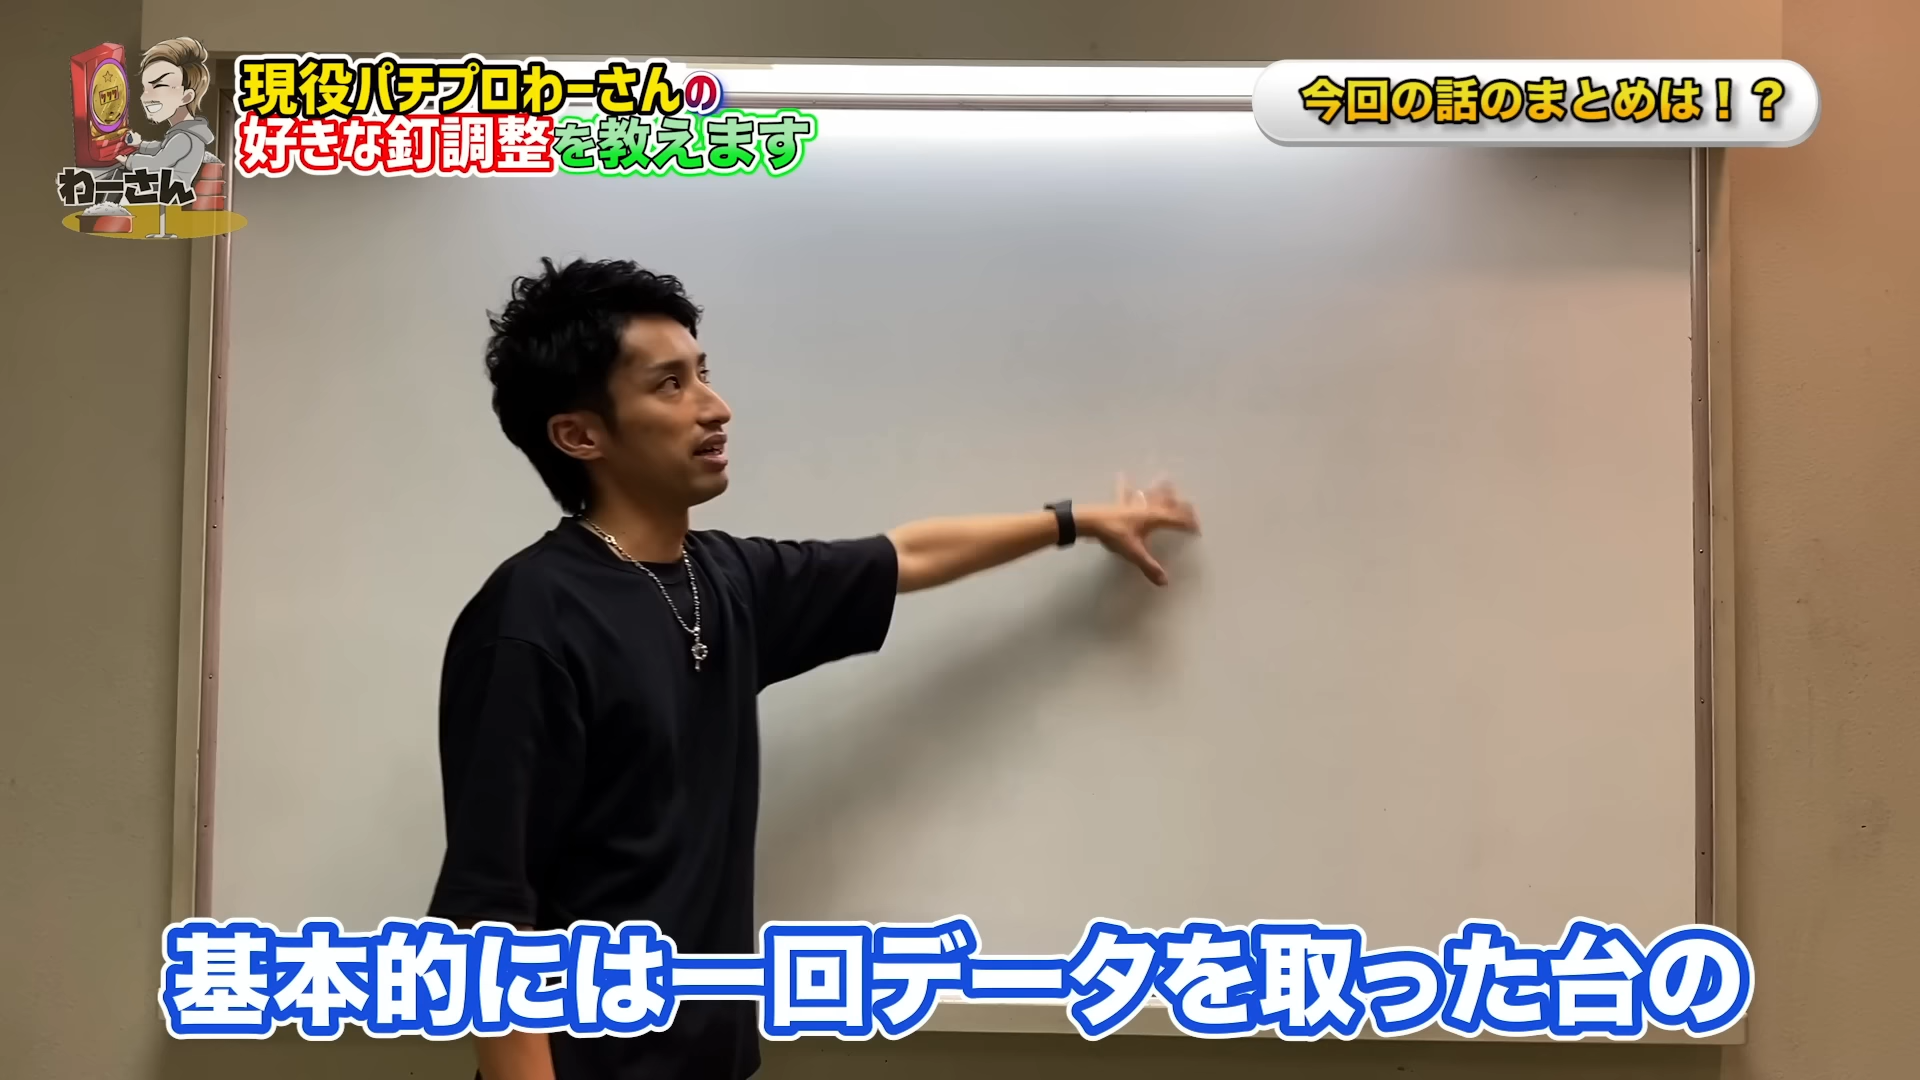 現役パチプロわーさんの
好きな釘調整を教えます
わーさん
今回の話のまとめは！？
基本的には一回データを取った台の